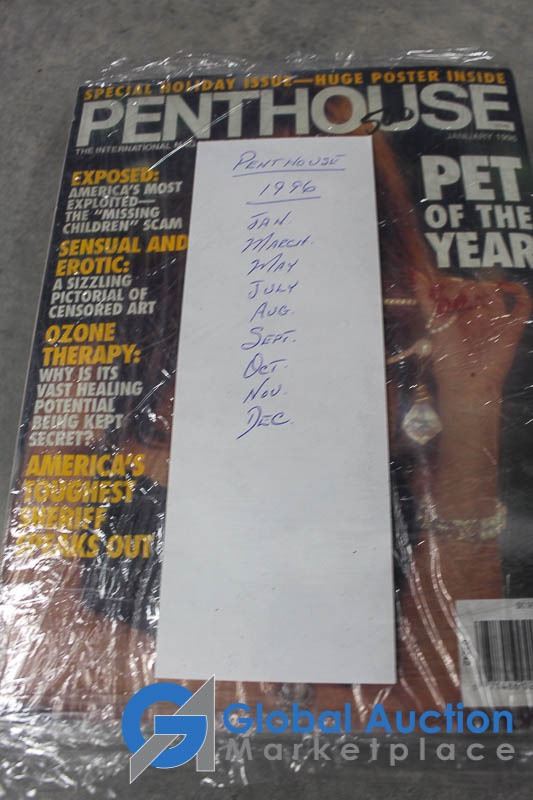 SPECIAL HOLIDAY ISSUE—HUGE POSTER INSIDE
PENTHOUSE
THE INTERNATIONAL
JANUARY 1996
EXPOSED:
AMERICA'S MOST
EXPLOITED—
THE "MISSING
CHILDREN" SCAM
SENSUAL AND
EROTIC:
A SIZZLING
PICTORIAL OF
CENSORED ART
OZONE
THERAPY:
WHY IS ITS
VAST HEALING
POTENTIAL
BEING KEPT
SECRET?
AMERICA'S
TOUGHEST
SHERIFF
SPEAKS OUT
PET
OF THE
YEAR
PENTHOUSE
1996
JAN.
MARCH.
MAY
JULY
AUG.
SEPT.
OCT.
NOV.
DEC.
Global Auction
Marketplace